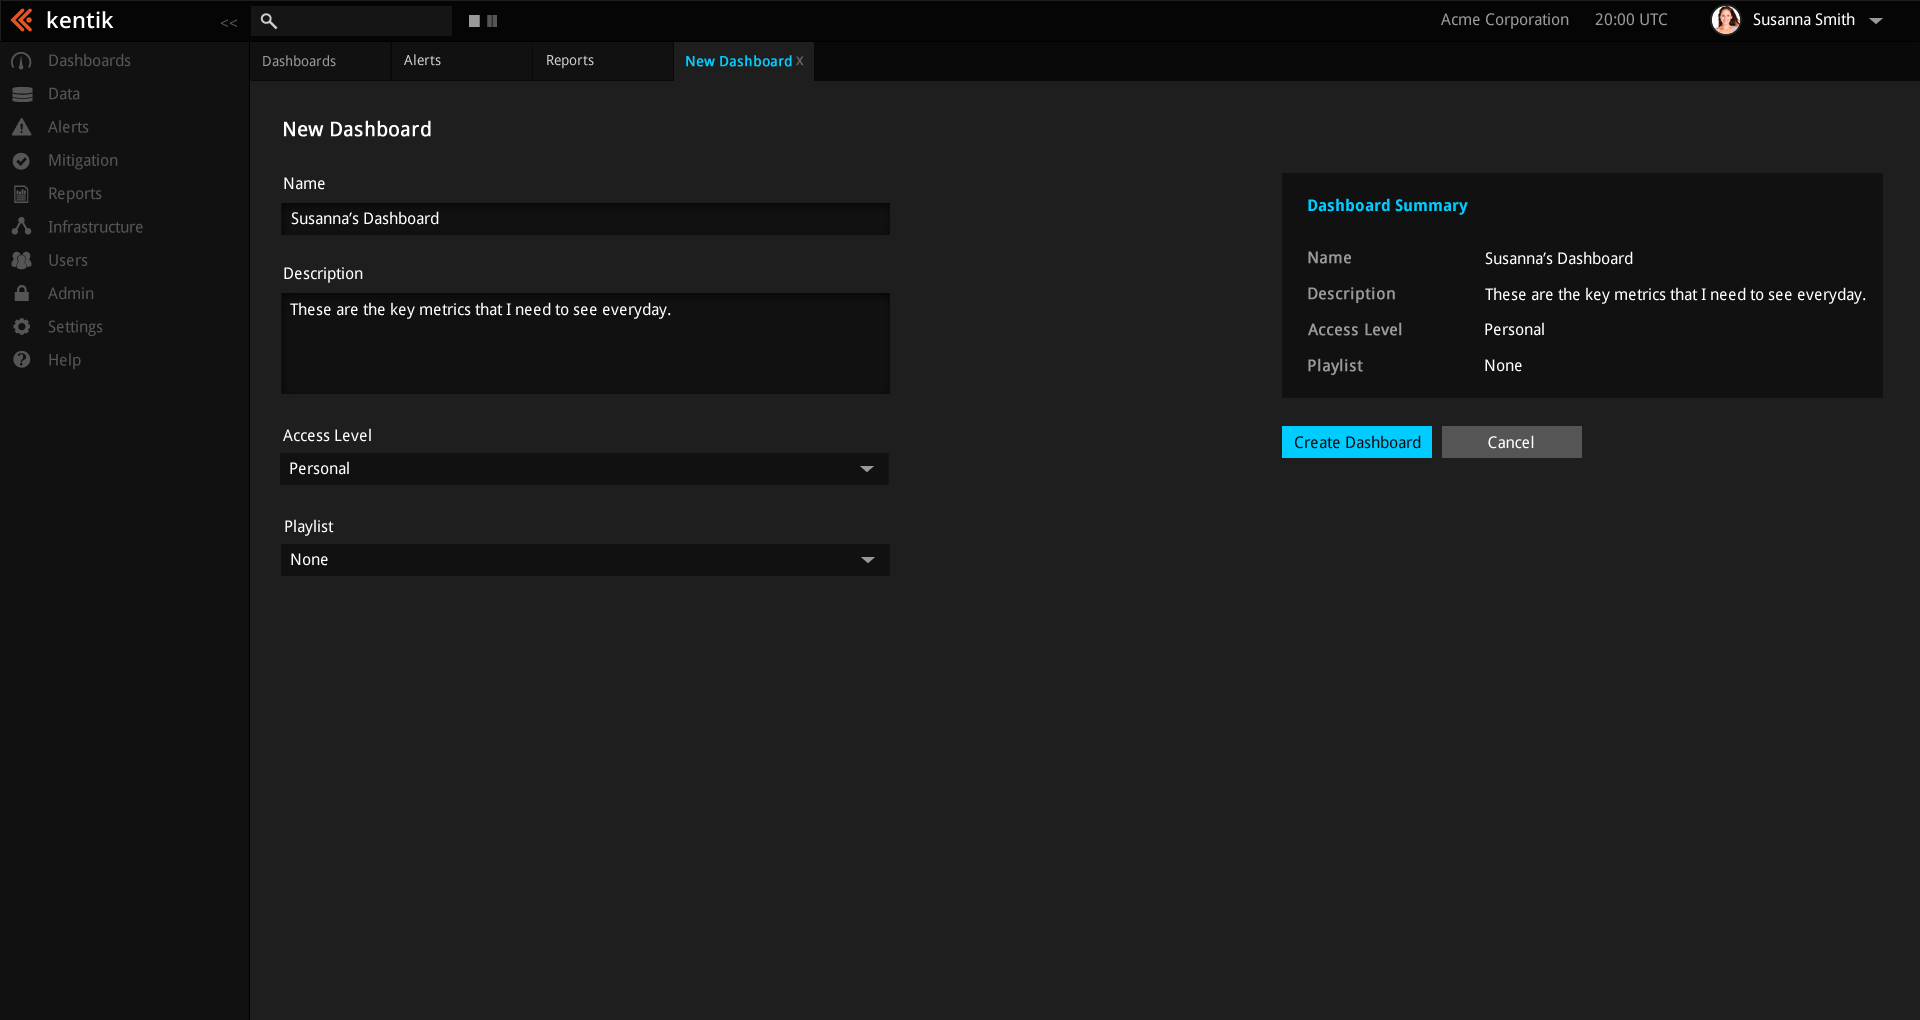 kentik
<<
Acme Corporation
20:00 UTC
Susanna Smith
Dashboards
Data
Alerts
Mitigation
Reports
Infrastructure
Users
Admin
Settings
Help
Dashboards
Alerts
Reports
New Dashboard X
New Dashboard
Name
Susanna’s Dashboard
Description
These are the key metrics that I need to see everyday.
Access Level
Personal
Playlist
None
Dashboard Summary
Name Susanna’s Dashboard
Description These are the key metrics that I need to see everyday.
Access Level Personal
Playlist None
Create Dashboard
Cancel